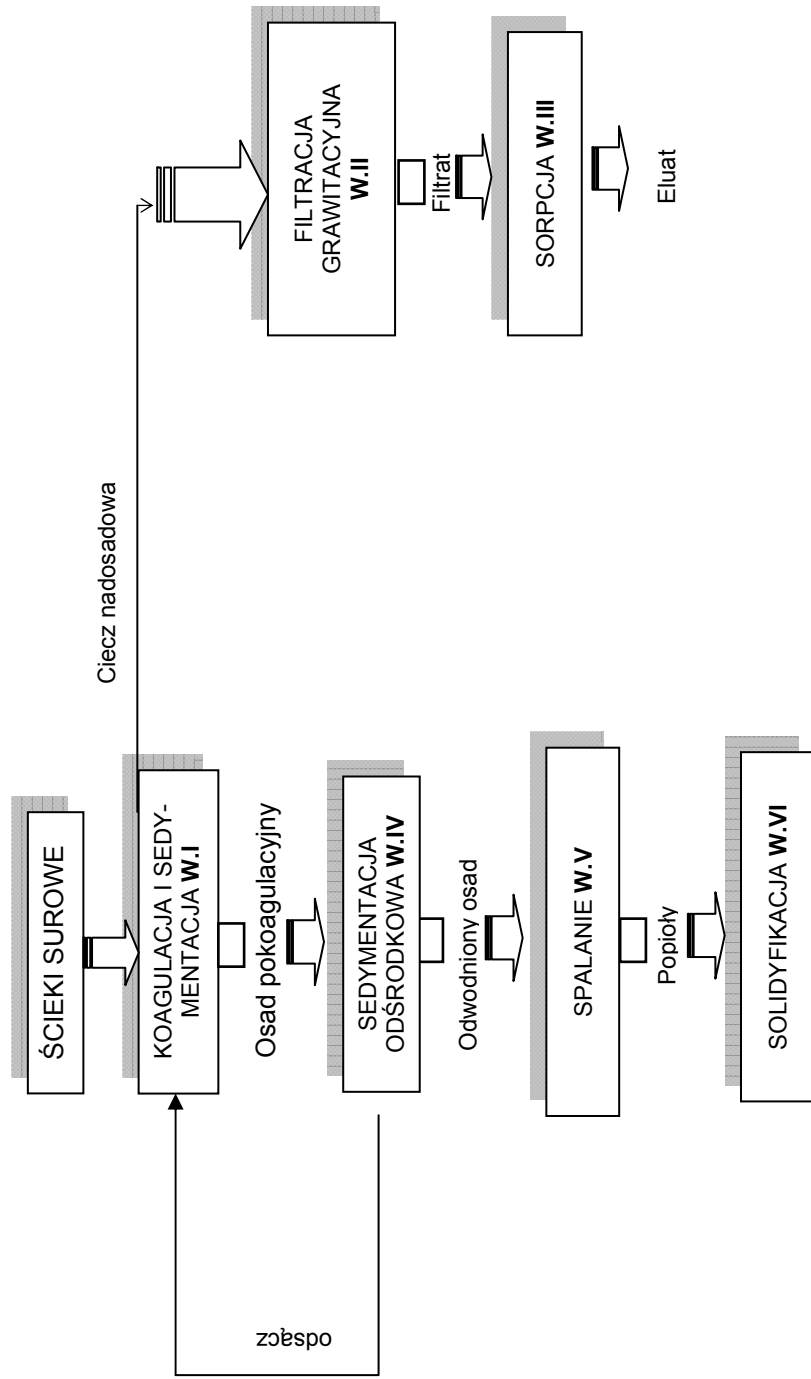 ŚCIEKI SUROWE
KOAGULACJA I SEDY-
MENTACJA W.I
Ciecz nadosadowa
Osad pokoagulacyjny
odsącz
SEDYMENTACJA
ODŚRODKOWA W.IV
Odwodniony osad
SPALANIE W.V
Popioły
SOLIDYFIKACJA W.VI
FILTRACJA
GRAWITACYJNA
W.II
Filtrat
SORPCJA W.III
Eluat